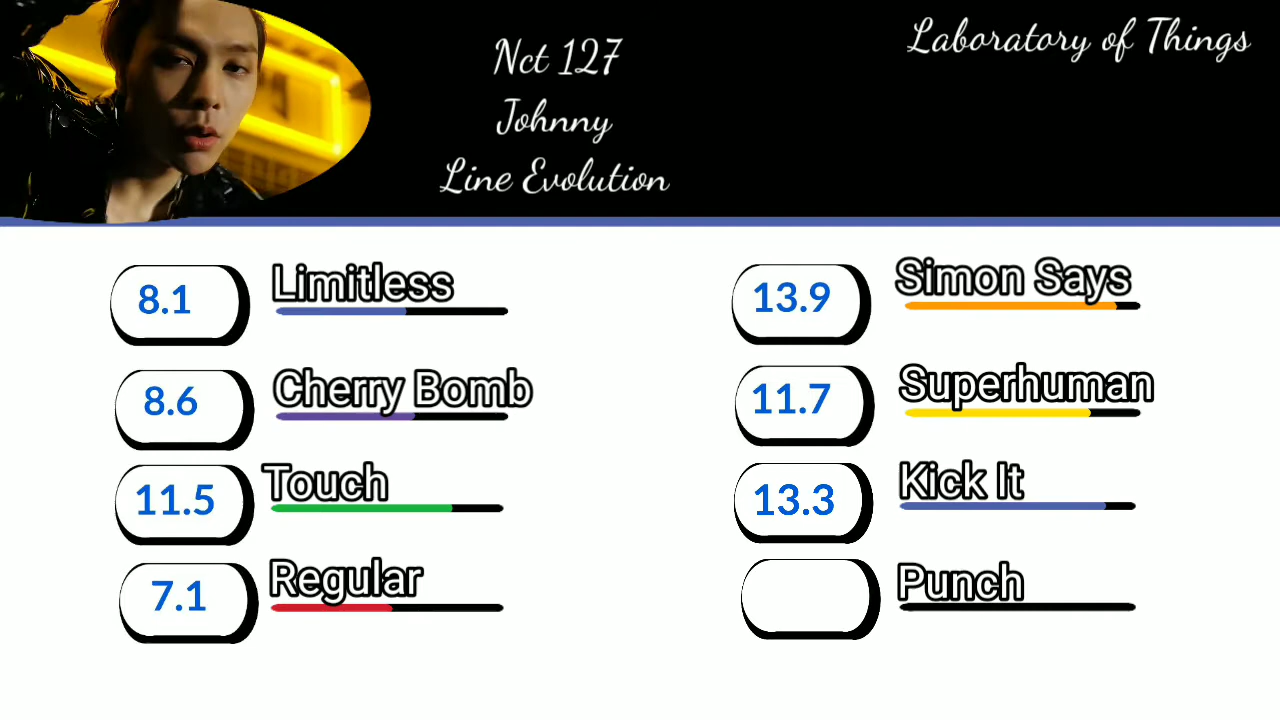 Nct 127
Johnny
Line Evolution
Laboratory of Things
8.1 Limitless
8.6 Cherry Bomb
11.5 Touch
7.1 Regular
13.9 Simon Says
11.7 Superhuman
13.3 Kick It
Punch